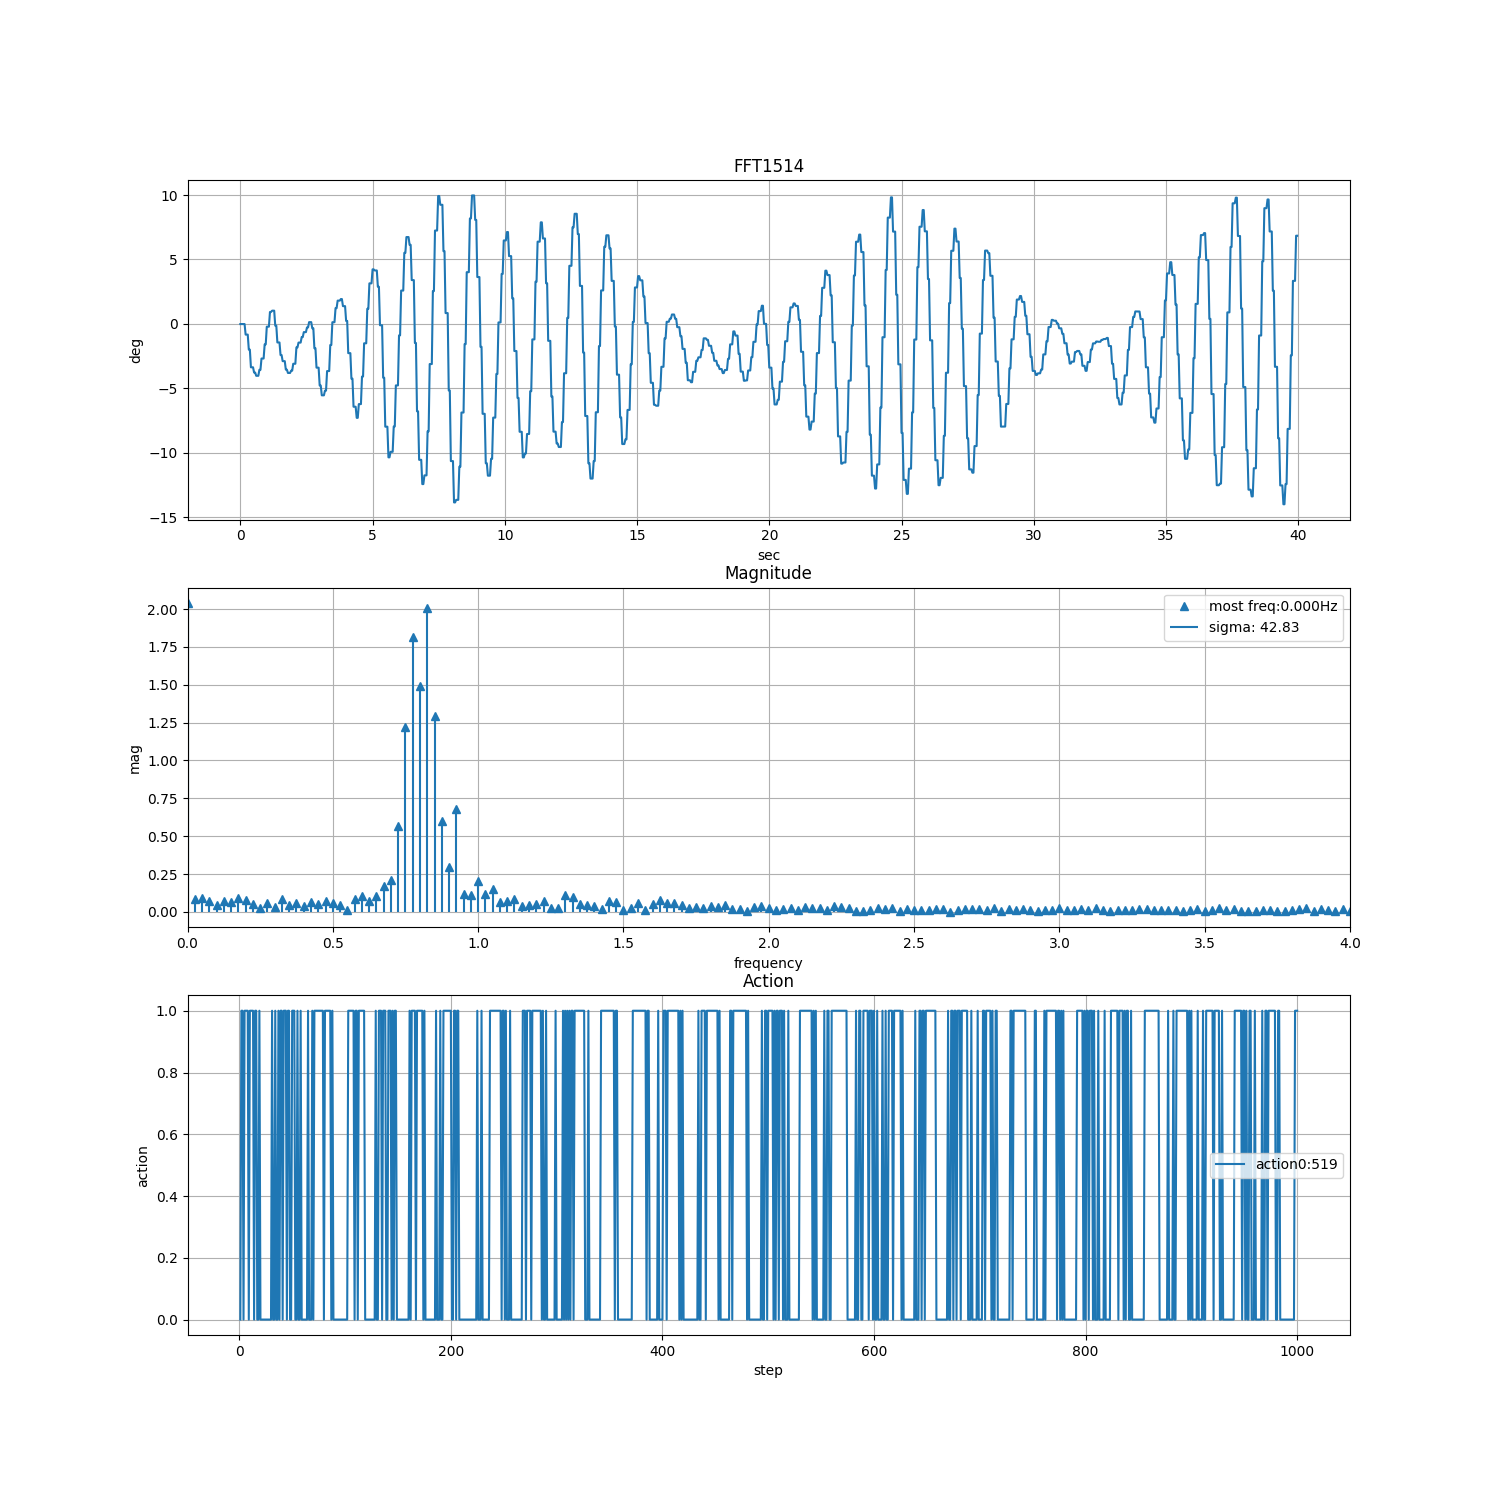 FFT1514
10
5
0
−5
−10
−15
deg
0 5 10 15 20 25 30 35 40
sec
Magnitude
2.00
1.75
1.50
1.25
1.00
0.75
0.50
0.25
0.00
mag
most freq:0.000Hz
sigma: 42.83
0.0 0.5 1.0 1.5 2.0 2.5 3.0 3.5 4.0
frequency
Action
1.0
0.8
0.6
0.4
0.2
0.0
action
action0:519
0 200 400 600 800 1000
step